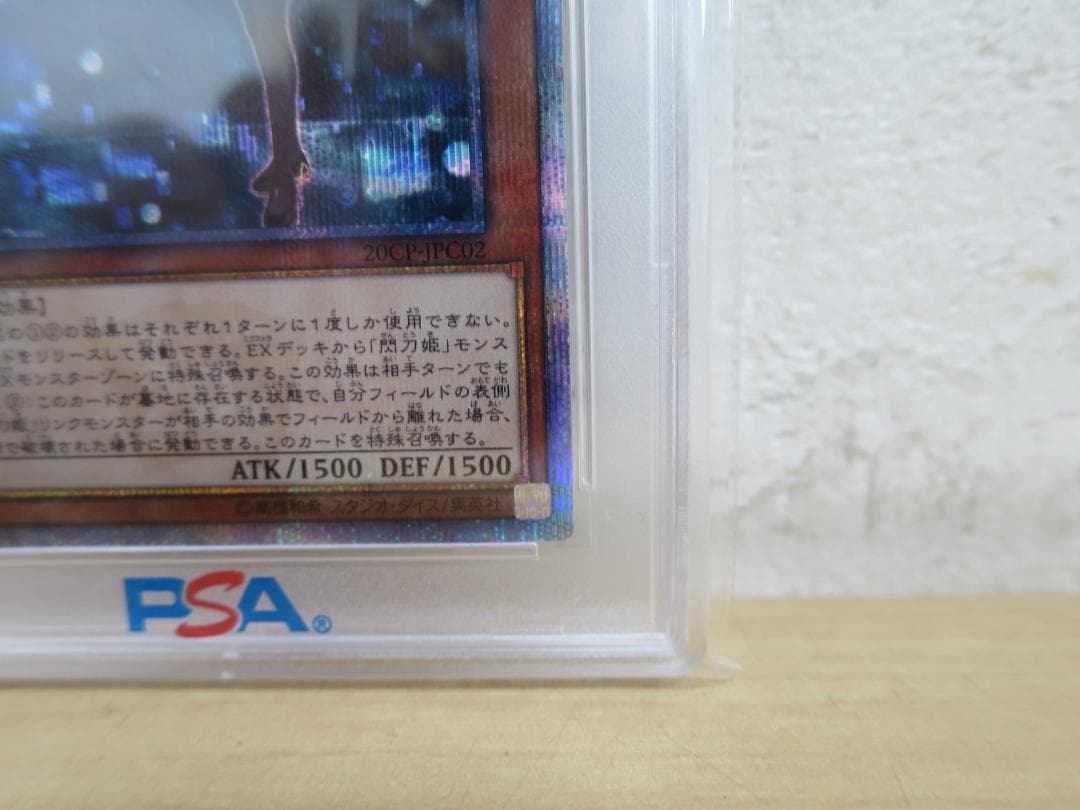 20CP-JPC02
効果】
の①②の効果はそれぞれ1ターンに1度しか使用できない。
ドをリリースして発動できる。EXデッキから「閃刀姫」モンス
EXモンスターゾーンに特殊召喚する。この効果は相手ターンでも
②:このカードが墓地に存在する状態で、自分フィールドの表側
リンクモンスターが相手の効果でフィールドから離れた場合、
で破壊された場合に発動できる。このカードを特殊召喚する。
ATK/1500 DEF/1500
©高橋和希 スタジオ・ダイス/集英社
PSA®